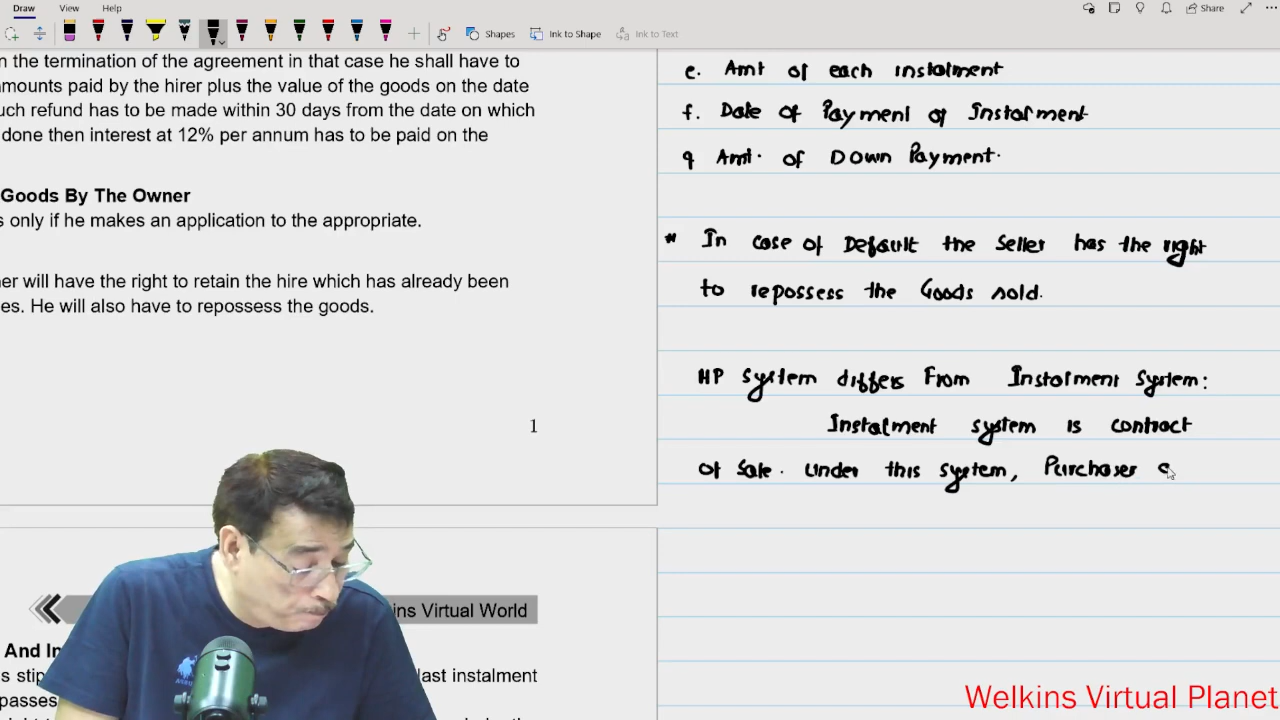 Draw View Help Share
Shapes Ink to Shape Ink to Text
n the termination of the agreement in that case he shall have to
mounts paid by the hirer plus the value of the goods on the date
uch refund has to be made within 30 days from the date on which
done then interest at 12% per annum has to be paid on the
Goods By The Owner
s only if he makes an application to the appropriate.
er will have the right to retain the hire which has already been
es. He will also have to repossess the goods.
1
ins Virtual World
And In
s stip last instalment
passes
e. Amt of each instalment
f. Date of Payment of Instalment
g Amt. of Down Payment.
* In case of Default the Seller has the right
to repossess the Goods sold.
HP System differs From Instalment System:
Instalment system is contract
of Sale. Under this system, Purchaser
Welkins Virtual Planet